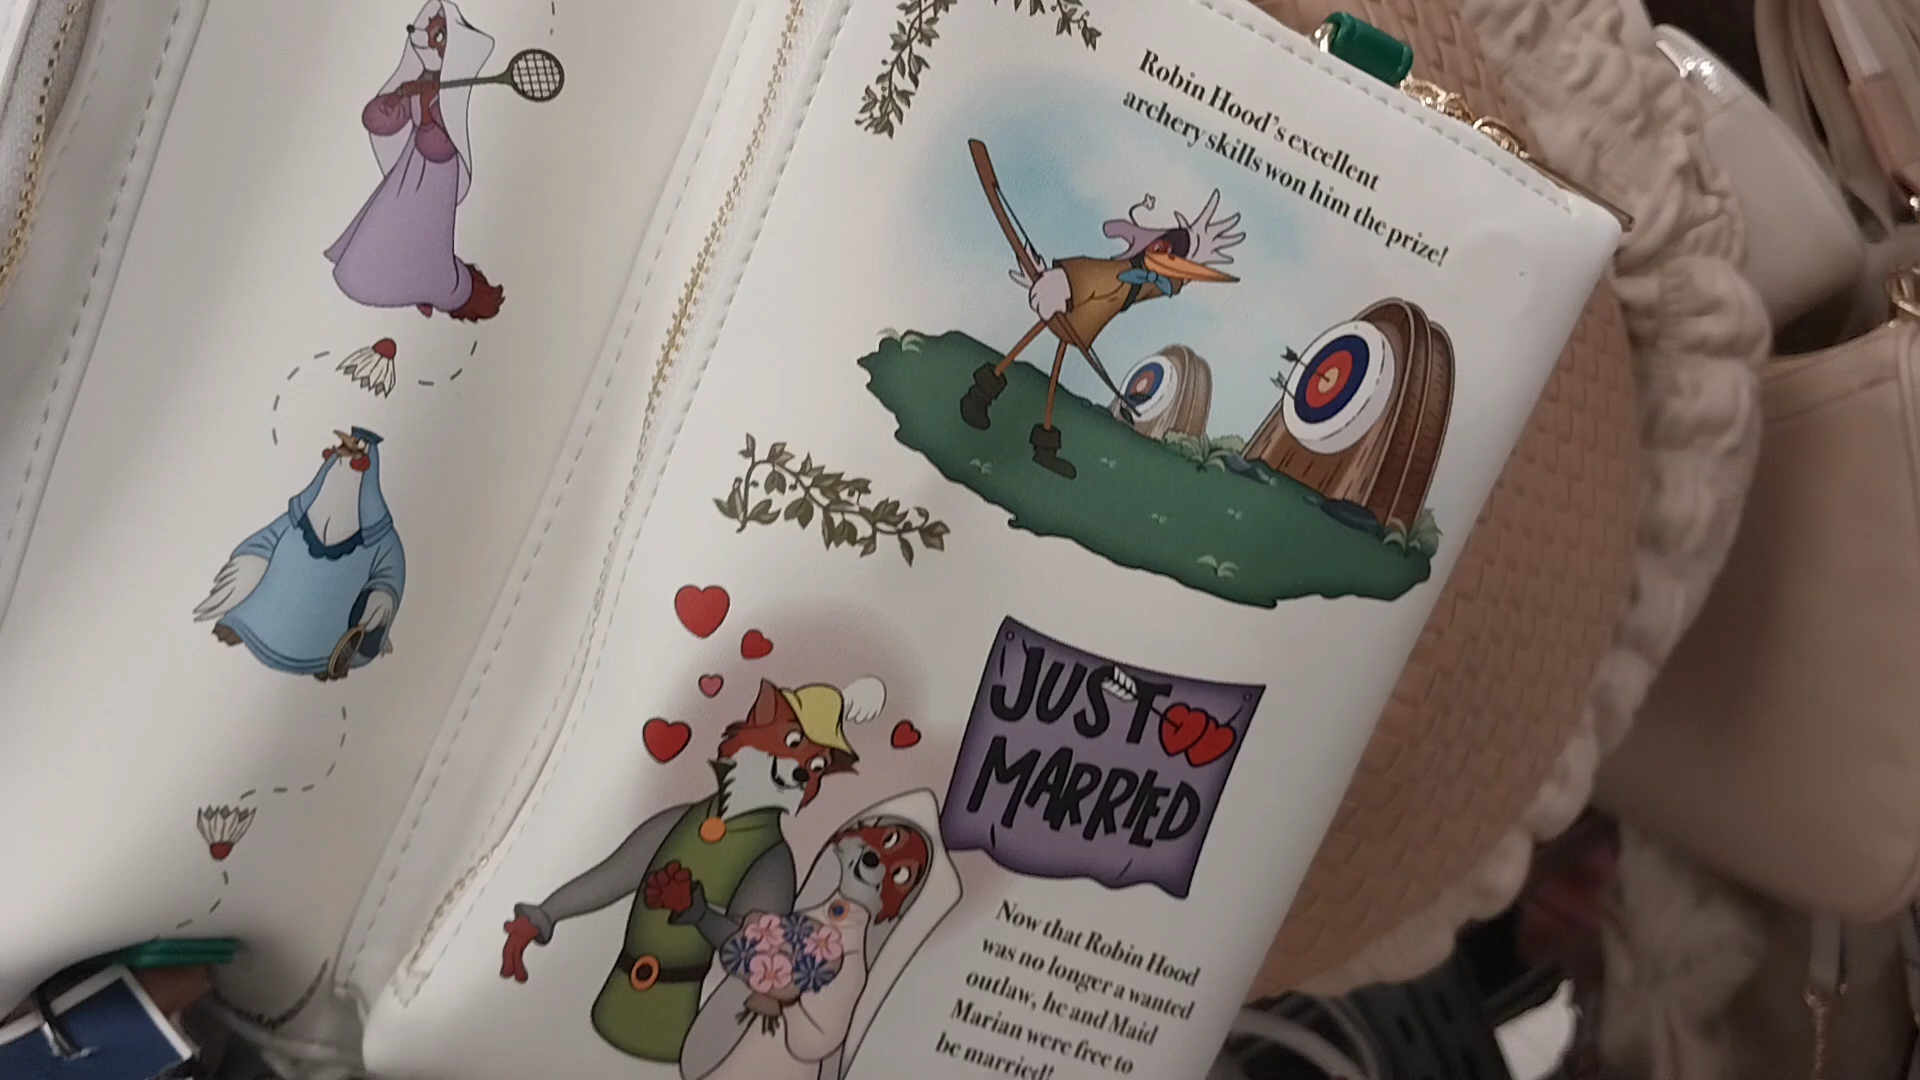 Robin Hood's excellent
archery skills won him the prize!
JUST
MARRIED
Now that Robin Hood
was no longer a wanted
outlaw, he and Maid
Marian were free to
be married!